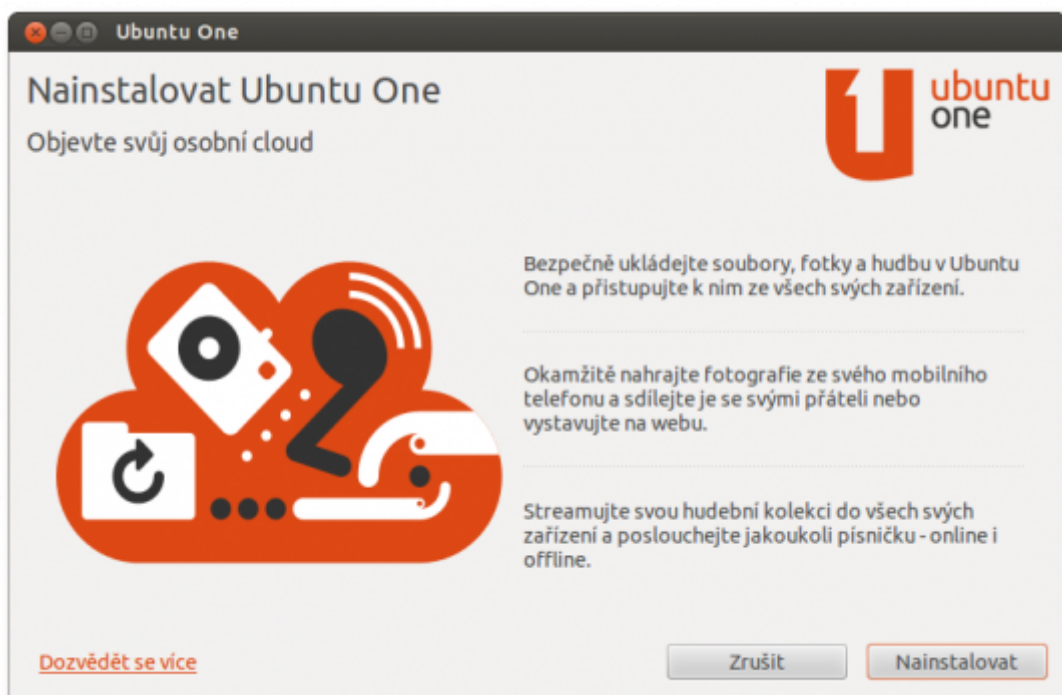 Ubuntu One
Nainstalovat Ubuntu One
Objevte svůj osobní cloud
ubuntu
one
Bezpečně ukládejte soubory, fotky a hudbu v Ubuntu
One a přistupujte k nim ze všech svých zařízení.
Okamžitě nahrajte fotografie ze svého mobilního
telefonu a sdílejte je se svými přáteli nebo
vystavujte na webu.
Streamujte svou hudební kolekci do všech svých
zařízení a poslouchejte jakoukoli písničku - online i
offline.
Dozvědět se více
Zrušit
Nainstalovat